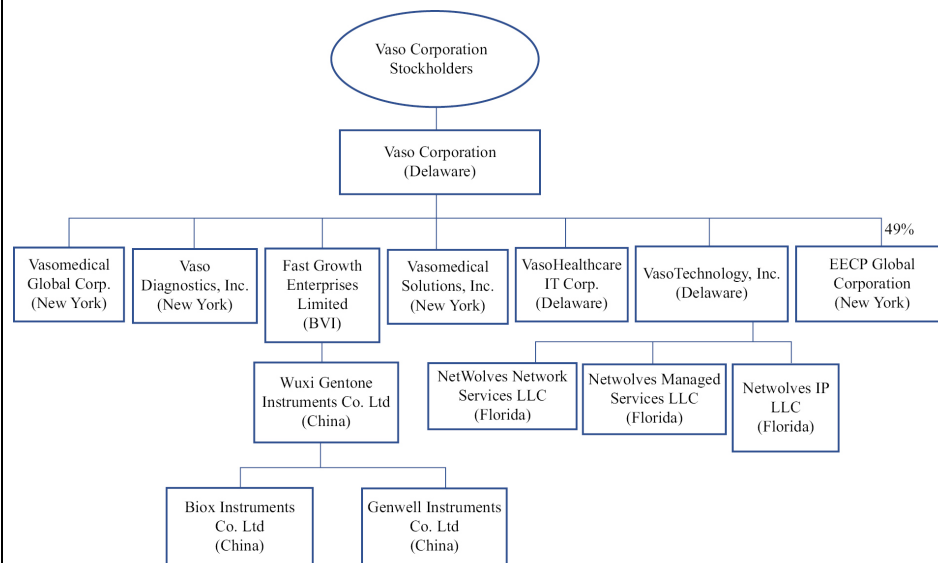 Vaso Corporation
Stockholders
Vaso Corporation
(Delaware)
49%
Vasomedical
Global Corp.
(New York)
Vaso
Diagnostics, Inc.
(New York)
Fast Growth
Enterprises
Limited
(BVI)
Vasomedical
Solutions, Inc.
(New York)
VasoHealthcare
IT Corp.
(Delaware)
VasoTechnology, Inc.
(Delaware)
EECP Global
Corporation
(New York)
Wuxi Gentone
Instruments Co. Ltd
(China)
NetWolves Network
Services LLC
(Florida)
Netwolves Managed
Services LLC
(Florida)
Netwolves IP
LLC
(Florida)
Biox Instruments
Co. Ltd
(China)
Genwell Instruments
Co. Ltd
(China)